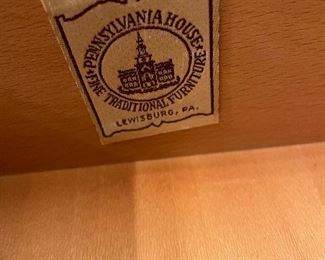 PENNSYLVANIA HOUSE
FINE TRADITIONAL FURNITURE
LEWISBURG, PA.